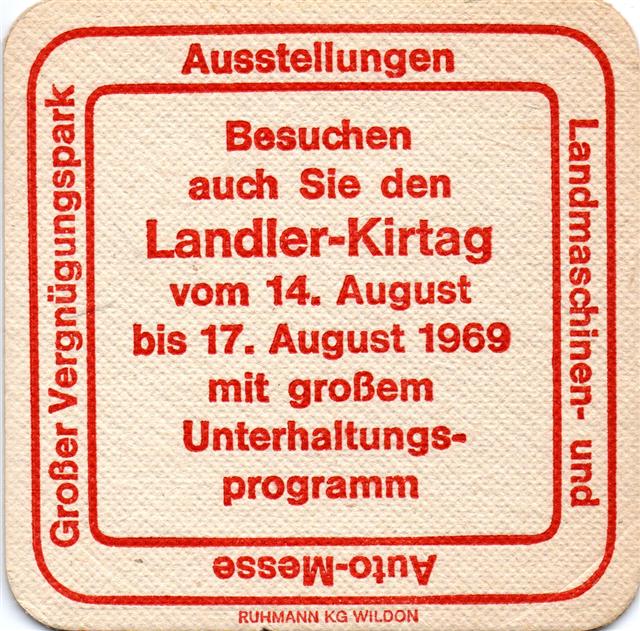 Ausstellungen
Großer Vergnügungspark
Besuchen
auch Sie den
Landler-Kirtag
vom 14. August
bis 17. August 1969
mit großem
Unterhaltungs-
programm
Landmaschinen- und
Auto-Messe
RUHMANN KG WILDON